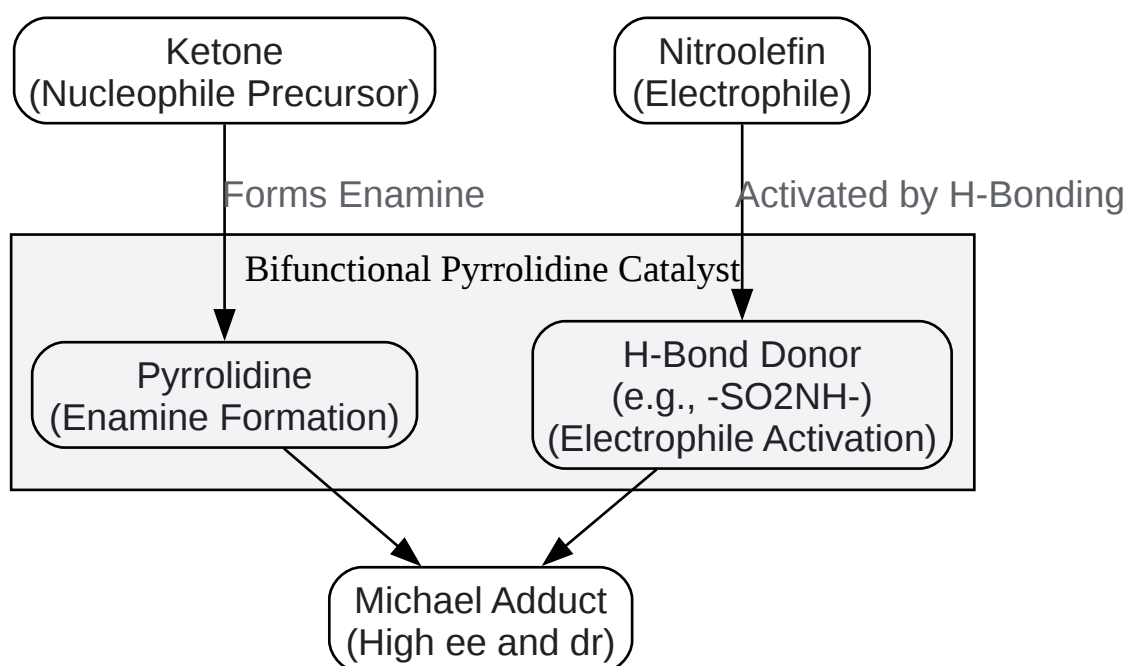 Ketone
(Nucleophile Precursor)
Nitroolefin
(Electrophile)
Forms Enamine
Activated by H-Bonding
Bifunctional Pyrrolidine Catalyst
Pyrrolidine
(Enamine Formation)
H-Bond Donor
(e.g., -SO2NH-)
(Electrophile Activation)
Michael Adduct
(High ee and dr)